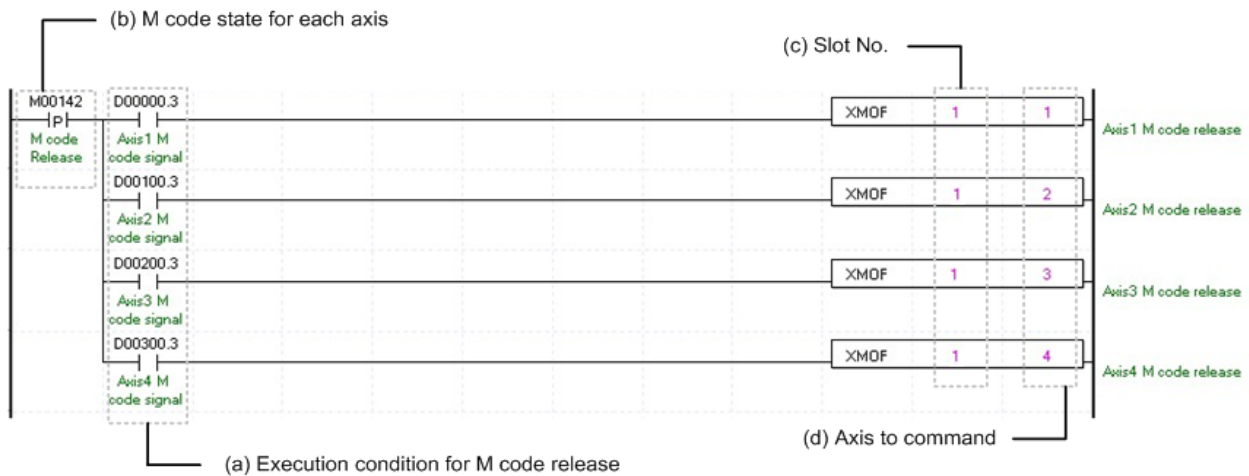 (b) M code state for each axis
(c) Slot No.
M00142
P
M code
Release
D00000.3
Axis1 M
code signal
XMOF 1 1
Axis1 M code release
D00100.3
Axis2 M
code signal
XMOF 1 2
Axis2 M code release
D00200.3
Axis3 M
code signal
XMOF 1 3
Axis3 M code release
D00300.3
Axis4 M
code signal
XMOF 1 4
Axis4 M code release
(d) Axis to command
(a) Execution condition for M code release